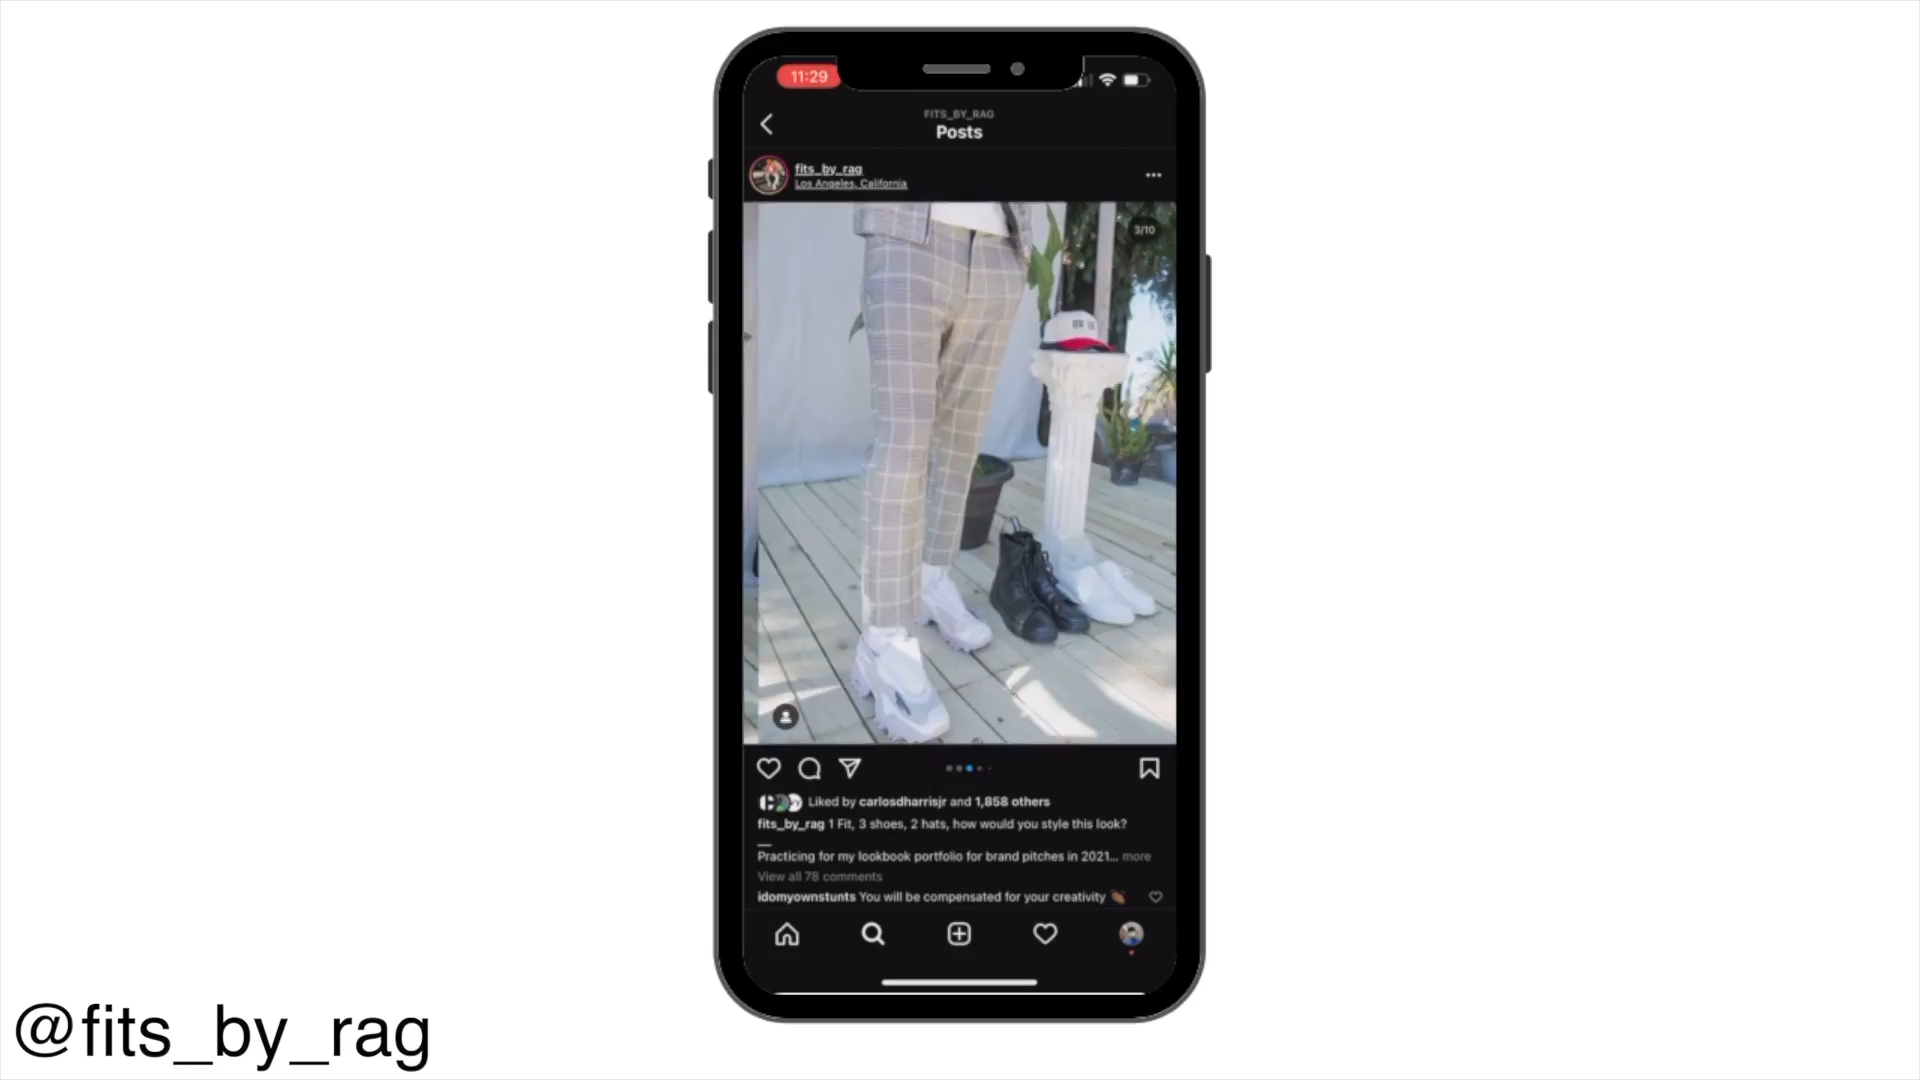 11:29
FITS_BY_RAG
Posts
fits_by_rag
Los Angeles, California
3/10
Liked by carlosdharrisjr and 1,858 others
fits_by_rag 1 Fit, 3 shoes, 2 hats, how would you style this look?
—
Practicing for my lookbook portfolio for brand pitches in 2021... more
View all 78 comments
idomyownstunts You will be compensated for your creativity
@fits_by_rag